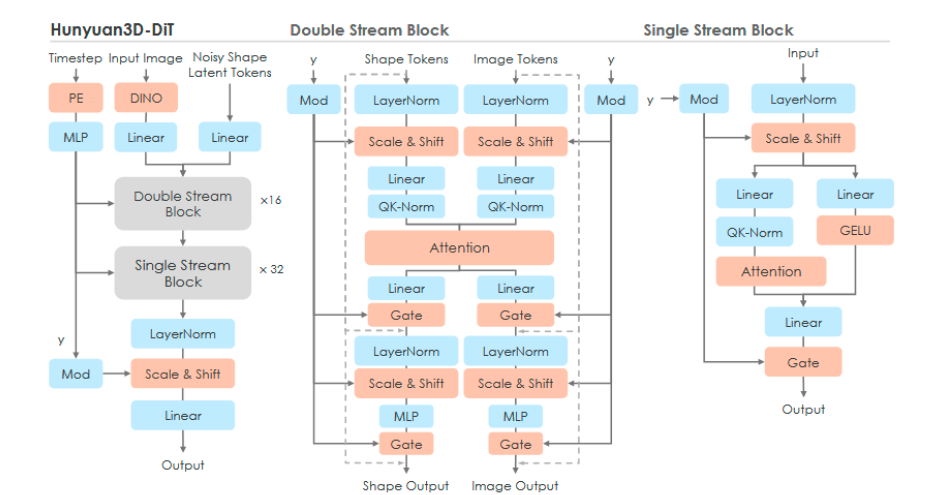 Hunyuan3D-DiT
Timestep
Input Image
Noisy Shape
Latent Tokens
PE
DINO
MLP
Linear
Linear
Double Stream
Block
×16
Single Stream
Block
× 32
LayerNorm
y
Mod
Scale & Shift
Linear
Output
Double Stream Block
y
Shape Tokens
Image Tokens
y
Mod
LayerNorm
LayerNorm
Mod
Scale & Shift
Scale & Shift
Linear
Linear
QK-Norm
QK-Norm
Attention
Linear
Linear
Gate
Gate
LayerNorm
LayerNorm
Scale & Shift
Scale & Shift
MLP
MLP
Gate
Gate
Shape Output
Image Output
Single Stream Block
Input
y
Mod
LayerNorm
Scale & Shift
Linear
Linear
QK-Norm
GELU
Attention
Linear
Gate
Output